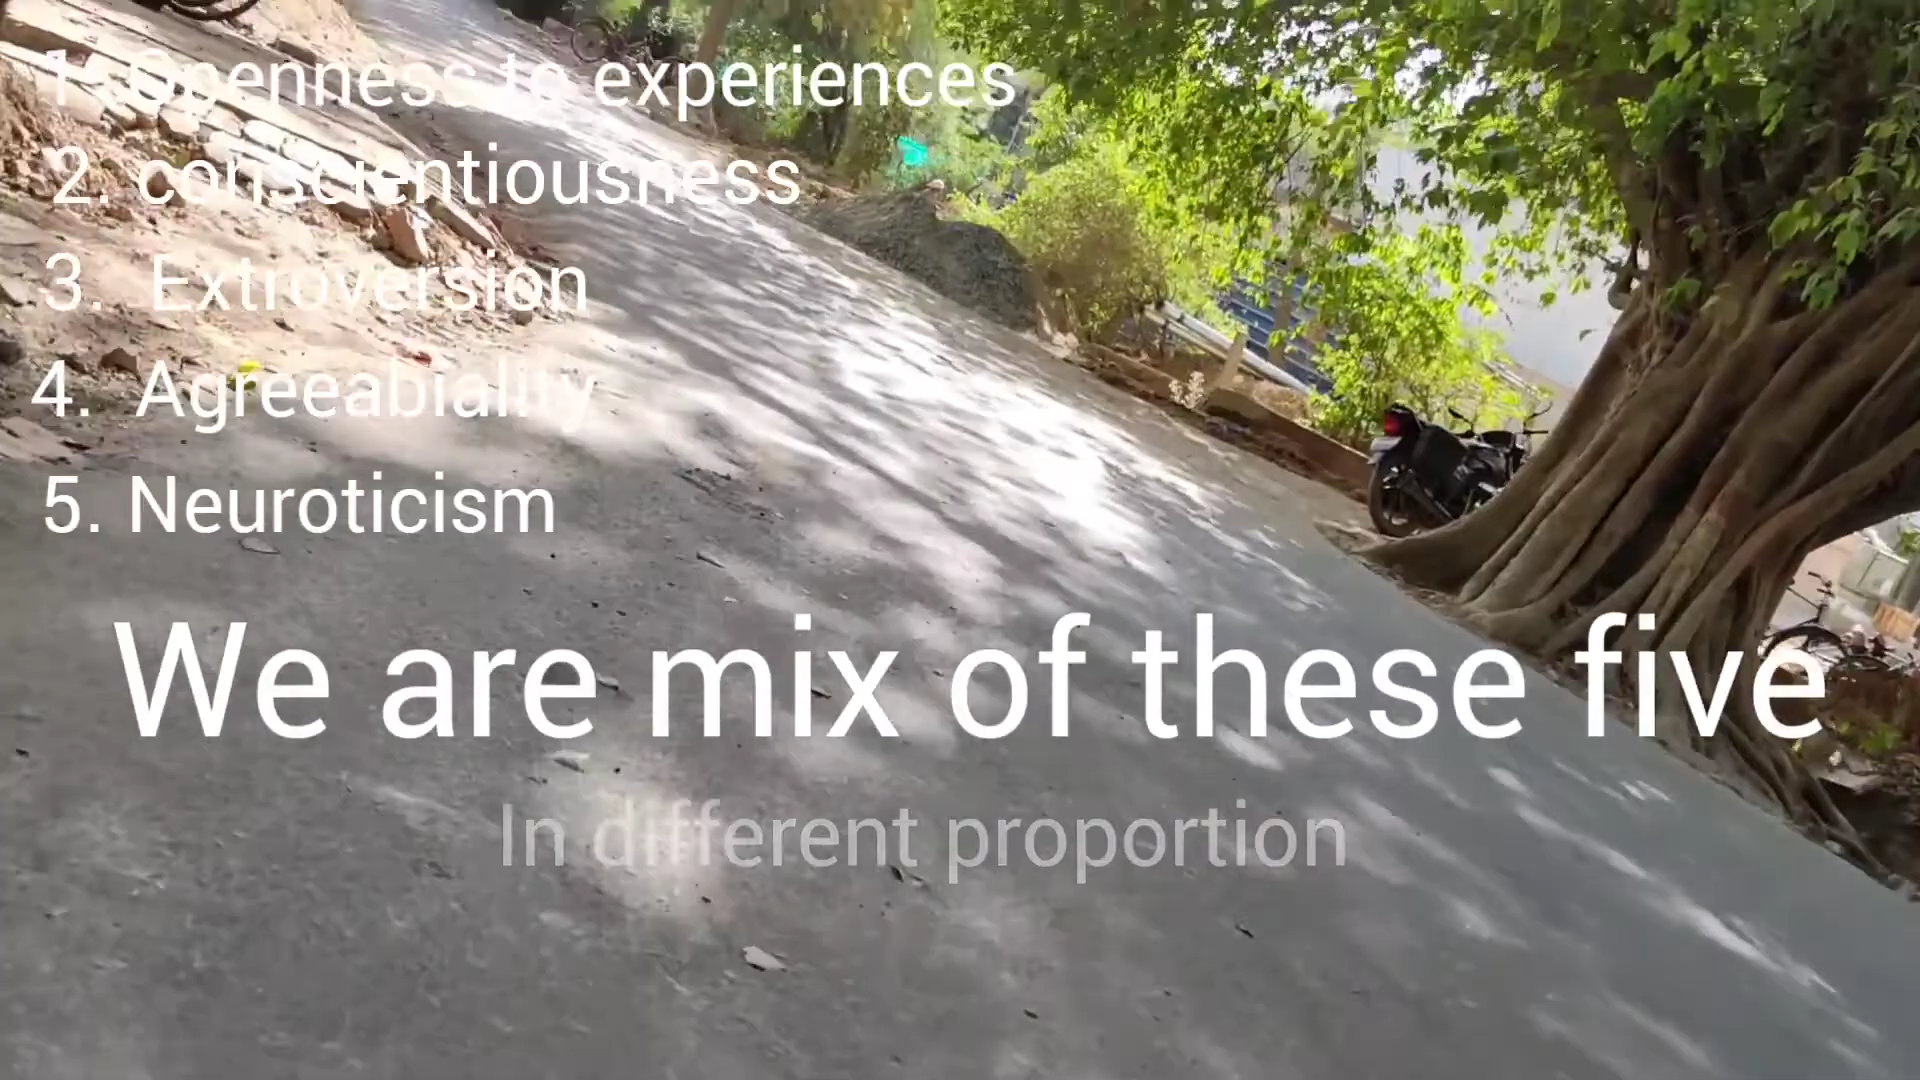 1. Openness to experiences
2. conscientiousness
3. Extroversion
4. Agreeabialility
5. Neuroticism
We are mix of these five
In different proportion